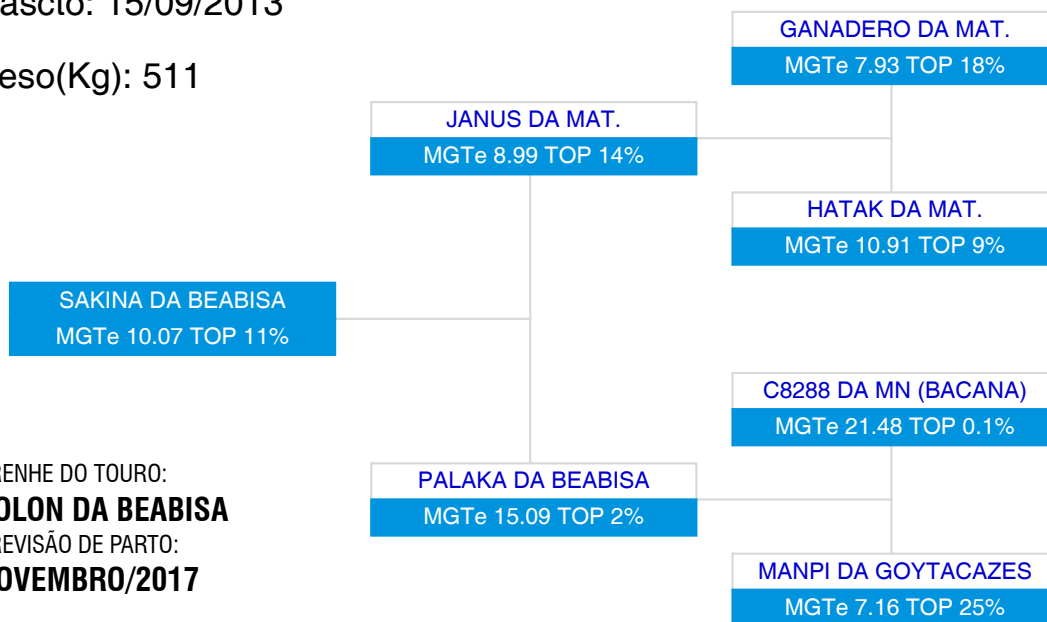 ascto: 15/09/2013
eso(Kg): 511
GANADERO DA MAT.
MGTe 7.93 TOP 18%
JANUS DA MAT.
MGTe 8.99 TOP 14%
HATAK DA MAT.
MGTe 10.91 TOP 9%
SAKINA DA BEABISA
MGTe 10.07 TOP 11%
C8288 DA MN (BACANA)
MGTe 21.48 TOP 0.1%
RENHE DO TOURO:
OLON DA BEABISA
REVISÃO DE PARTO:
OVEMBRO/2017
PALAKA DA BEABISA
MGTe 15.09 TOP 2%
MANPI DA GOYTACAZES
MGTe 7.16 TOP 25%